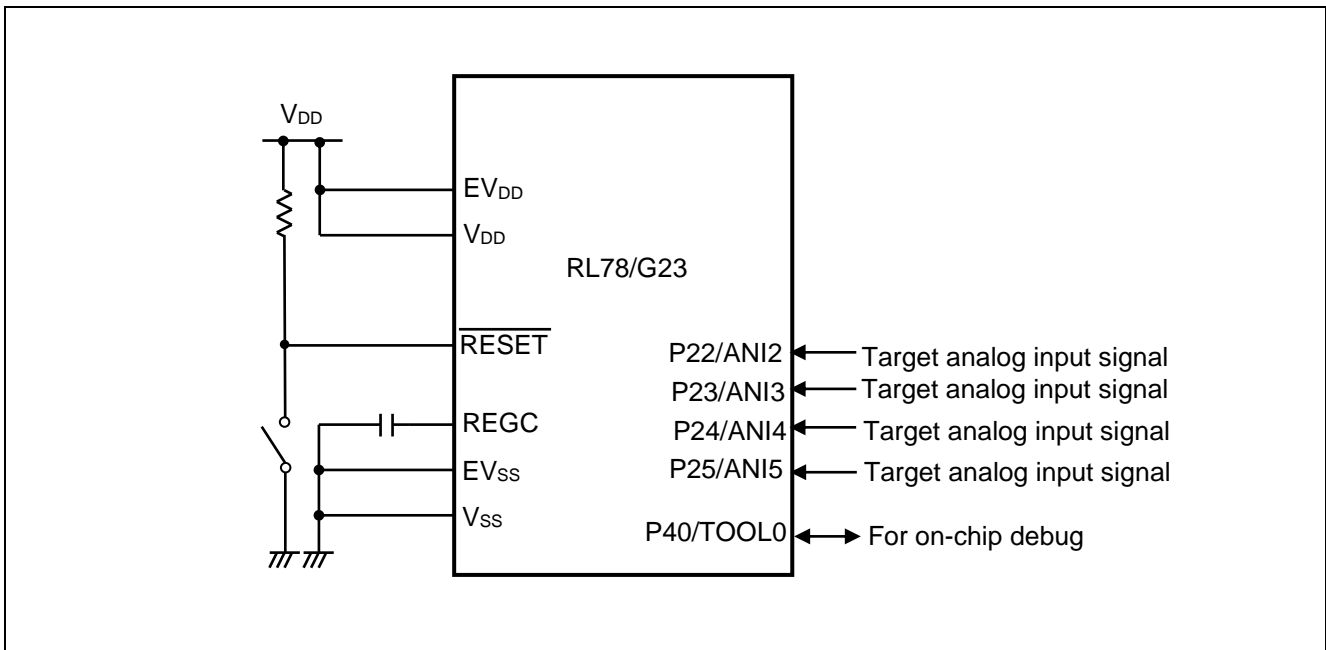 VDD
EVDD
VDD
RL78/G23
RESET
P22/ANI2
Target analog input signal
P23/ANI3
Target analog input signal
REGC
P24/ANI4
Target analog input signal
EVSS
P25/ANI5
Target analog input signal
VSS
P40/TOOL0
For on-chip debug